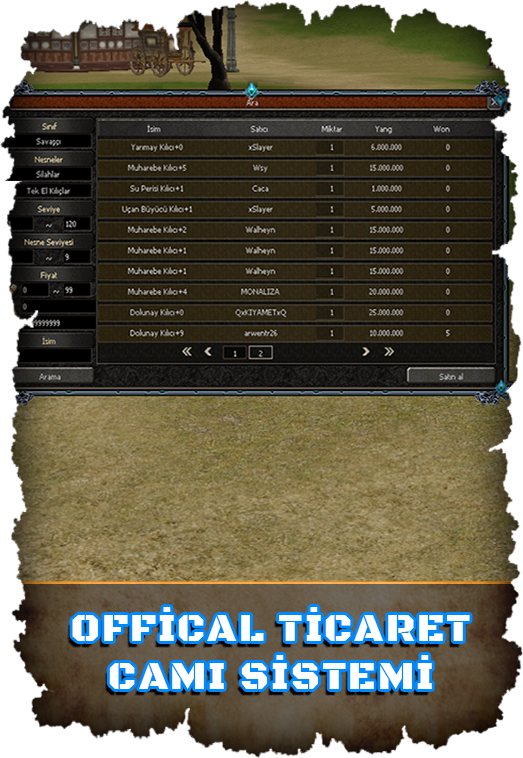 Ara
Sınıf
Savaşçı
Nesneler
Silahlar
Tek El Kılıçlar
Seviye
~ 120
Nesne Seviyesi
~ 9
Fiyat
0 ~ 99
0
9999999
İsim
Arama
İsim Satıcı Miktar Yang Won
Yarımay Kılıcı+0 xSlayer 1 6.000.000 0
Muharebe Kılıcı+5 Wsy 1 15.000.000 0
Su Perisi Kılıcı+1 Caca 1 1.000.000 0
Uçan Büyücü Kılıcı+1 xSlayer 1 5.000.000 0
Muharebe Kılıcı+2 Walheyn 1 15.000.000 0
Muharebe Kılıcı+1 Walheyn 1 15.000.000 0
Muharebe Kılıcı+1 Walheyn 1 15.000.000 0
Muharebe Kılıcı+4 MONALIZA 1 20.000.000 0
Dolunay Kılıcı+0 QxKIYAMETxQ 1 25.000.000 0
Dolunay Kılıcı+9 arwentr26 1 10.000.000 5
« ‹ 1 2 › »
Satın al
OFFİCAL TİCARET
CAMI SİSTEMİ